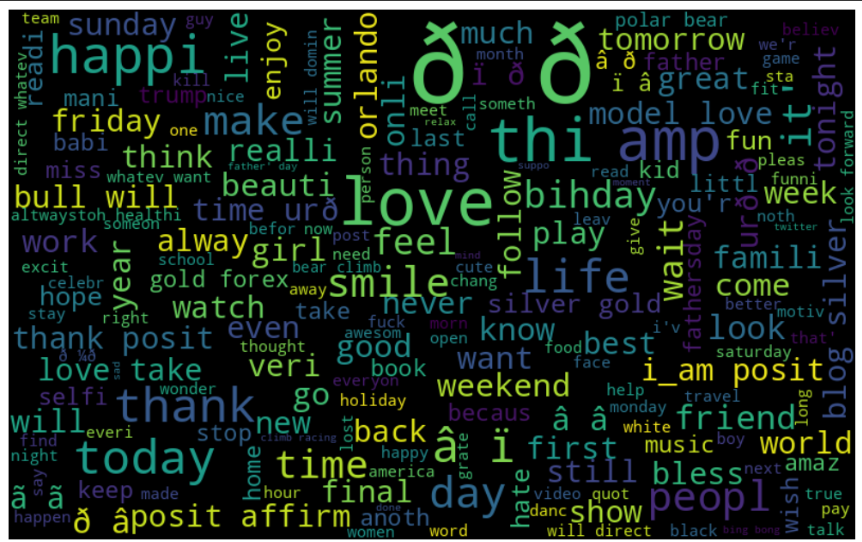 team
guy
sunday
live
enjoy
summer
orlando
much
polar bear
believ
readi
happi
kill
will domin
ð
ð
month
tomorrow
we'r
game
whatev
direct
mani
trump
nice
onli
ï ð
â ð
father
ï â
great
sta
fit
it'
tonight
friday
one
make
meet
relax
call
someth
model love
babi
think
realli
last
thi
amp
fun
miss
father' day
whatev want
thing
suppo
read
kid
pleas
funni
look forward
bull will
beauti
person
love
follow
bihday
moment
littl
week
altwaystoh healthi
someon
time urð
you'r
urð ð
noth
twitter
work
alway
befor
now
post
feel
play
leav
give
wait
fathersday
famili
year
school
girl
need
mind
excit
celebr
gold forex
bear climb
smile
cute
chang
life
come
blog silver
hope
away
never
silver gold
better
motiv
stay
right
watch
take
fuck
morn
know
i'v
look
that'
thank posit
even
awesom
open
good
best
saturday
ð ¼ð
thought
want
food
face
love take
sad
veri
book
i_am posit
selfi
wonder
everyon
go
weekend
help
travel
thank
holiday
becaus
monday
long
will
everi
stop
new
climb racing
lost
back
â â
white
friend
find
night
happy
grate
â ï
first
music
boy
world
today
home
time
america
still
bless
next
amaz
say
ã ã
keep
made
hour
final
day
hate
video
quot
peopl
wish
true
happen
ð â
posit affirm
done
anoth
danc
show
pay
women
word
will direct
black
bing bong
talk